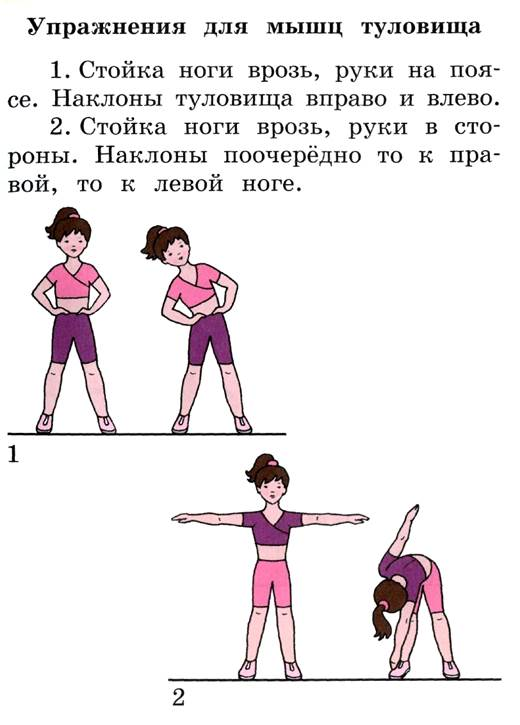 Упражнения для мышц туловища
1. Стойка ноги врозь, руки на поя-
се. Наклоны туловища вправо и влево.
2. Стойка ноги врозь, руки в сто-
роны. Наклоны поочерёдно то к пра-
вой, то к левой ноге.
1
2